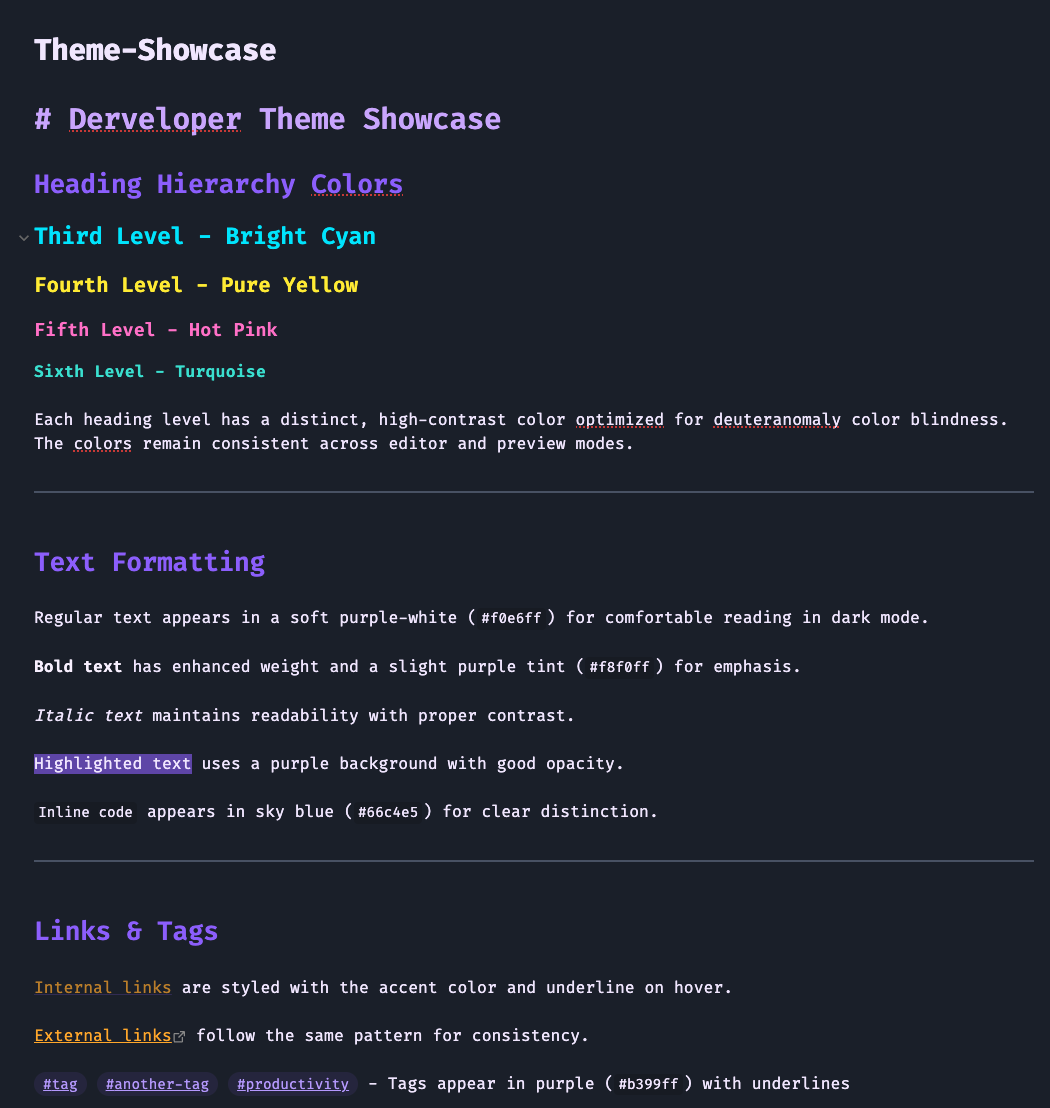 Theme-Showcase
# Derveloper Theme Showcase
Heading Hierarchy Colors
Third Level - Bright Cyan
Fourth Level - Pure Yellow
Fifth Level - Hot Pink
Sixth Level - Turquoise
Each heading level has a distinct, high-contrast color optimized for deuteranomaly color blindness.
The colors remain consistent across editor and preview modes.
Text Formatting
Regular text appears in a soft purple-white (#f0e6ff) for comfortable reading in dark mode.
Bold text has enhanced weight and a slight purple tint (#f8f0ff) for emphasis.
Italic text maintains readability with proper contrast.
Highlighted text uses a purple background with good opacity.
Inline code appears in sky blue (#66c4e5) for clear distinction.
Links & Tags
Internal links are styled with the accent color and underline on hover.
External links follow the same pattern for consistency.
#tag #another-tag #productivity - Tags appear in purple (#b399ff) with underlines